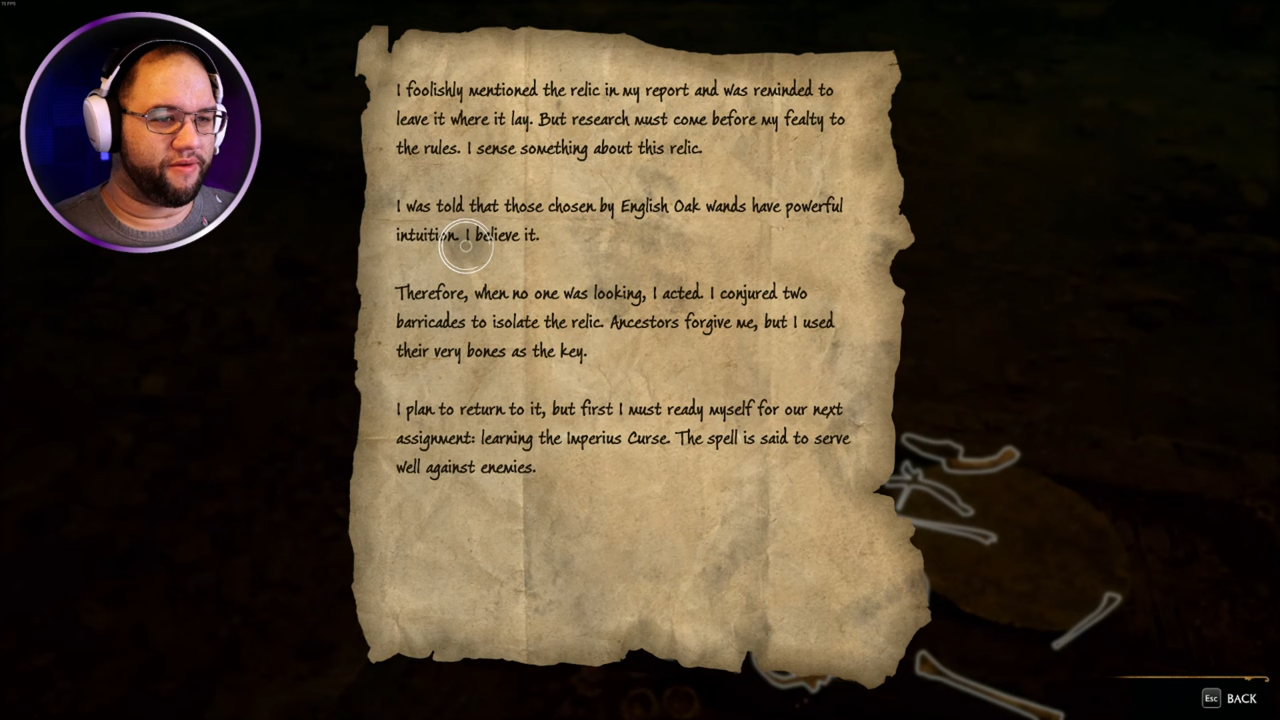 78 FPS
I foolishly mentioned the relic in my report and was reminded to
leave it where it lay. But research must come before my fealty to
the rules. I sense something about this relic.
I was told that those chosen by English Oak wands have powerful
intuition. I believe it.
Therefore, when no one was looking, I acted. I conjured two
barricades to isolate the relic. Ancestors forgive me, but I used
their very bones as the key.
I plan to return to it, but first I must ready myself for our next
assignment: learning the Imperius Curse. The spell is said to serve
well against enemies.
Esc BACK